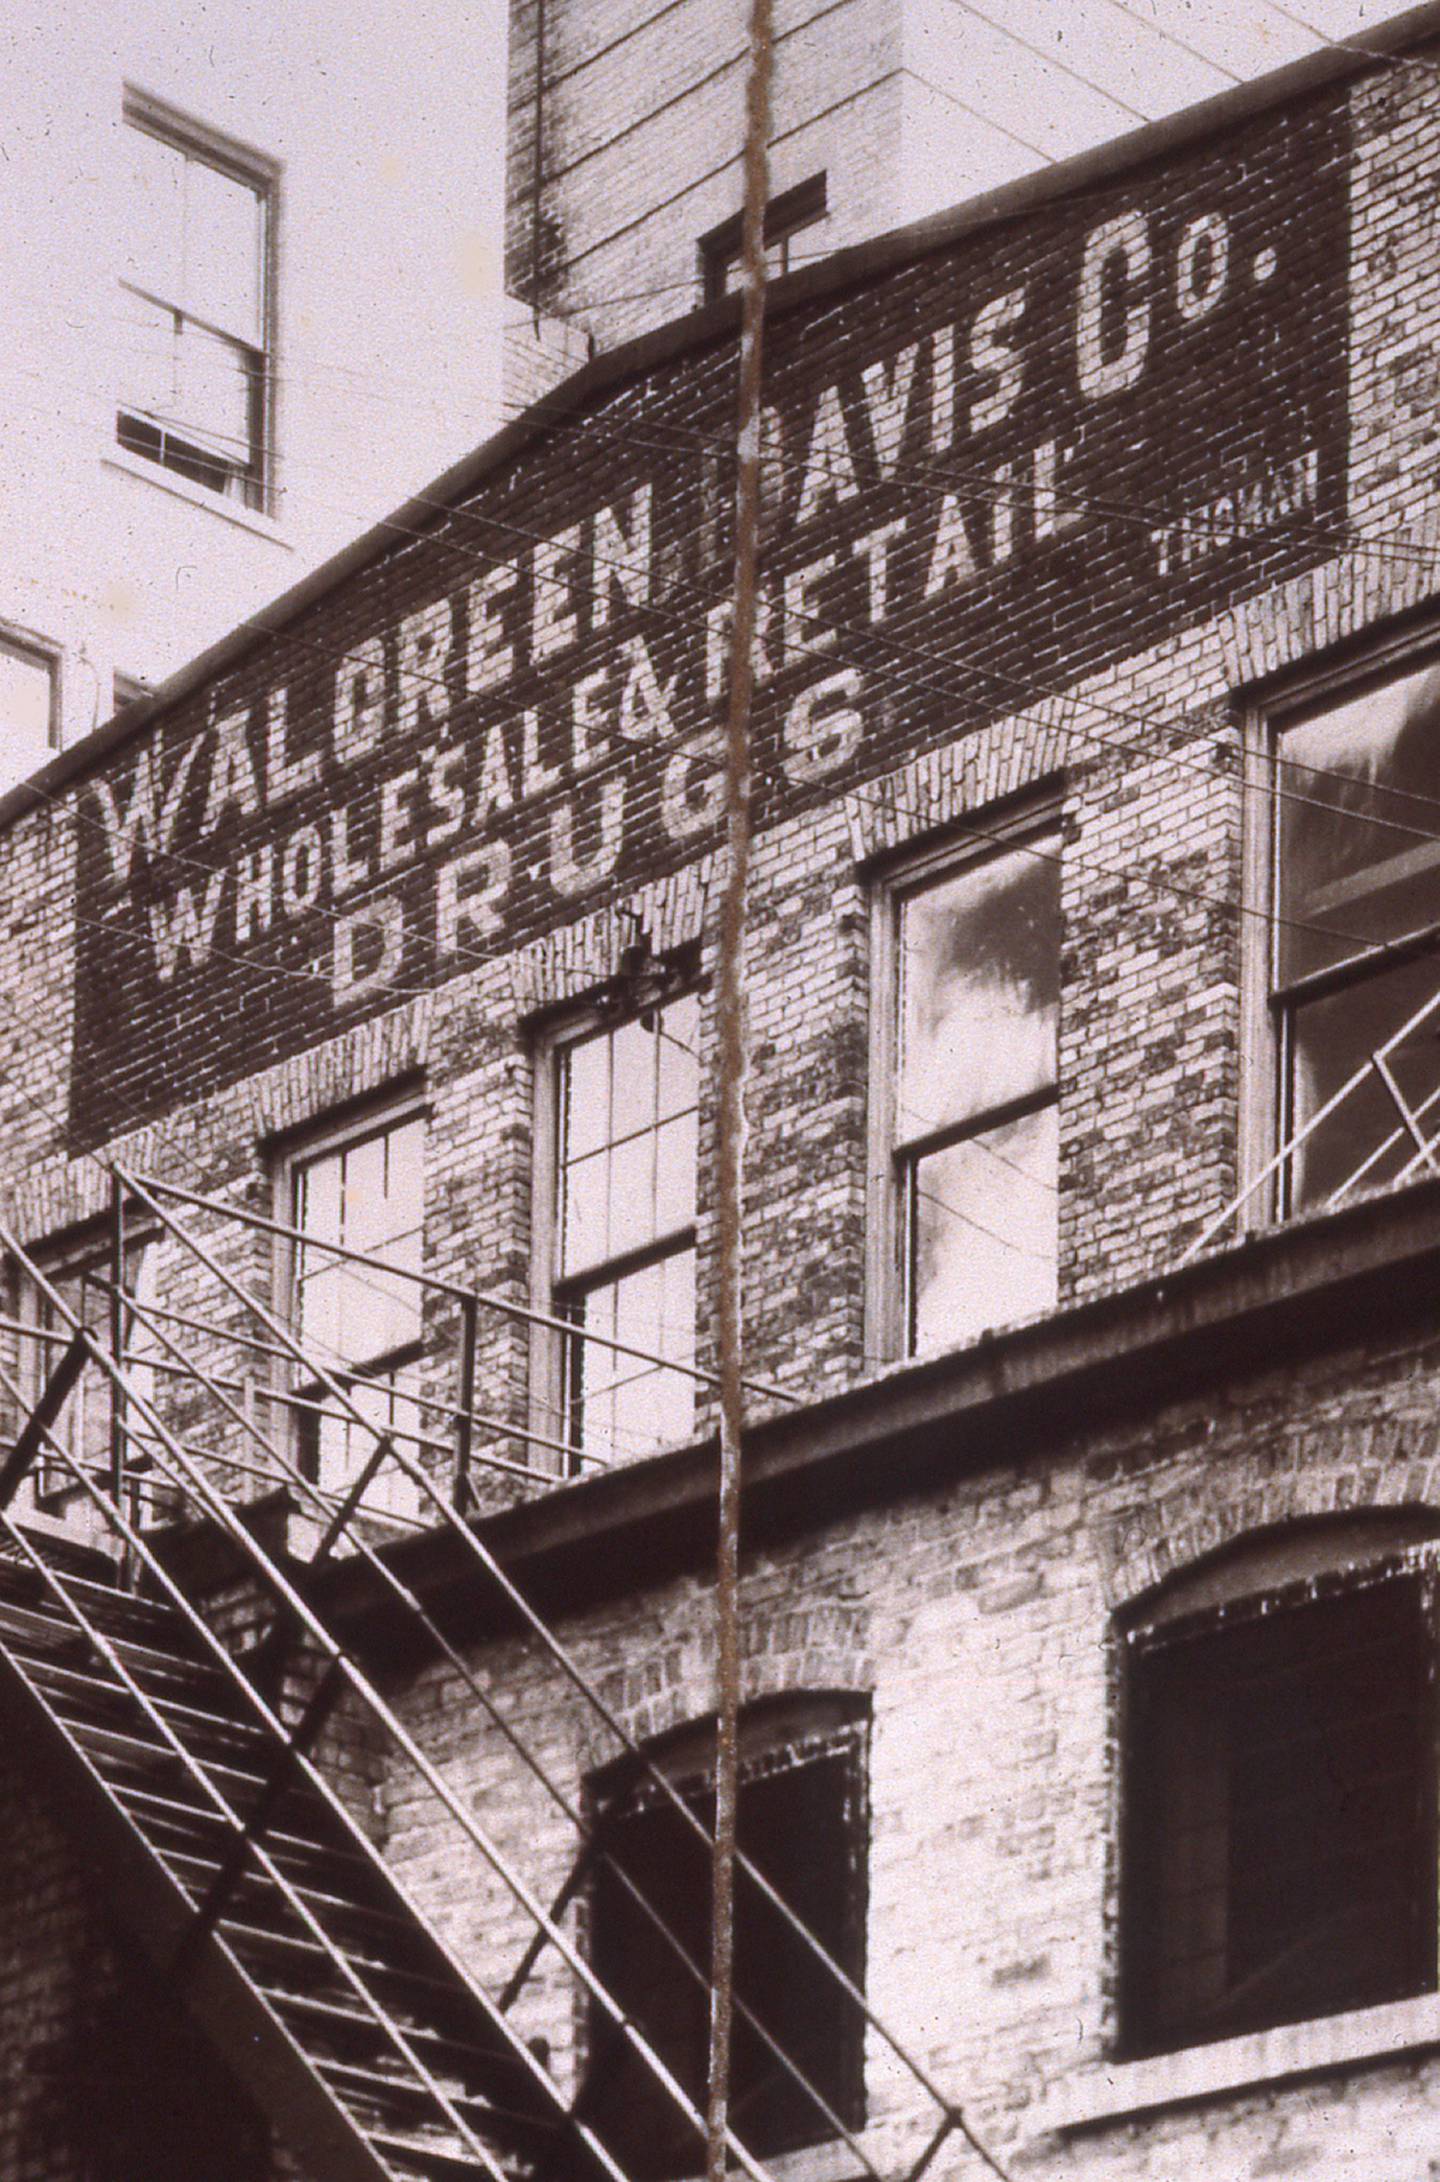 WALGREEN DAVIS CO.
WHOLESALE & RETAIL
DRUGS